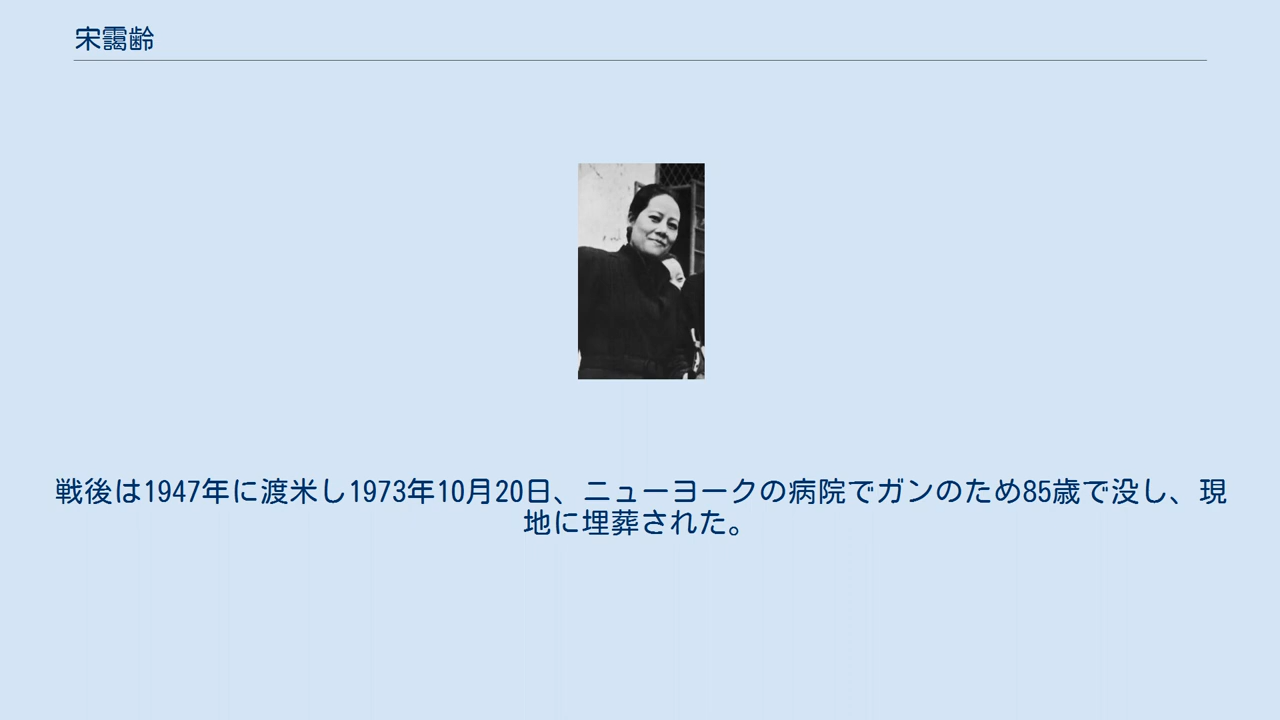 宋靄齢
戦後は1947年に渡米し1973年10月20日、ニューヨークの病院でガンのため85歳で没し、現
地に埋葬された。